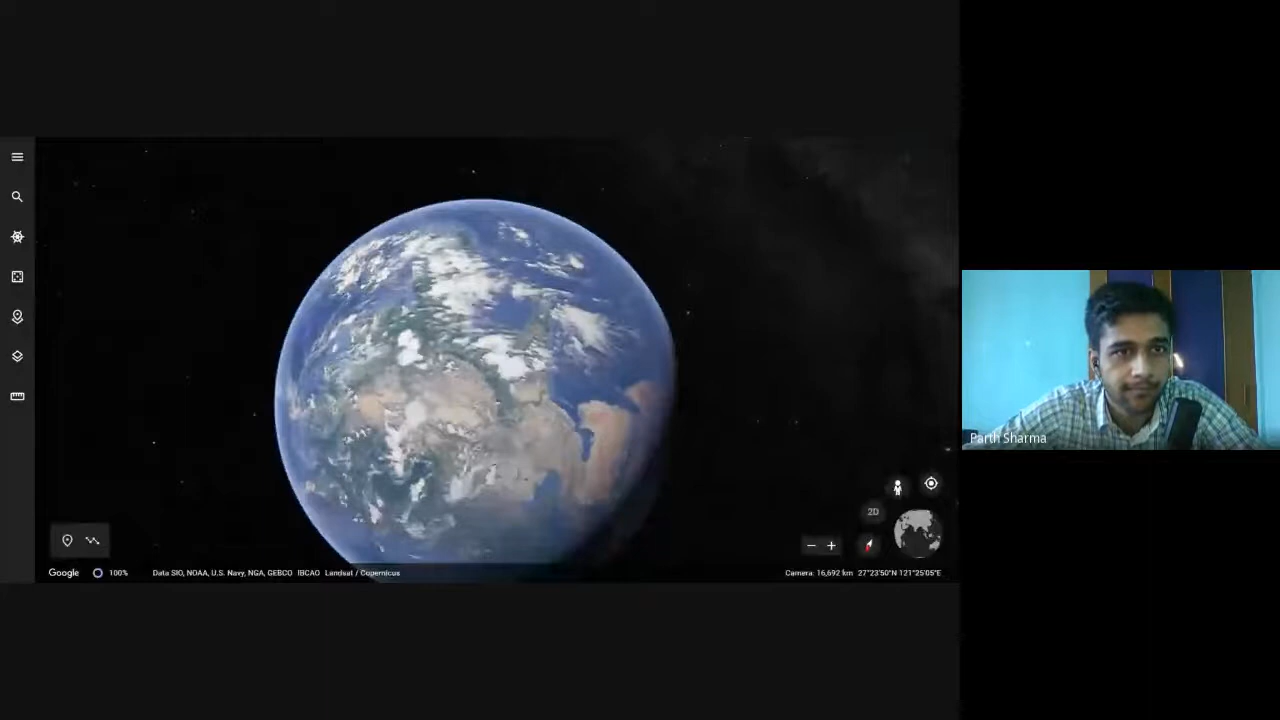 Parth Sharma
2D
Google
100%
Data SIO, NOAA, U.S. Navy, NGA, GEBCO IBCAO Landsat / Copernicus
Camera: 16,692 km 27°23'50"N 121°25'05"E